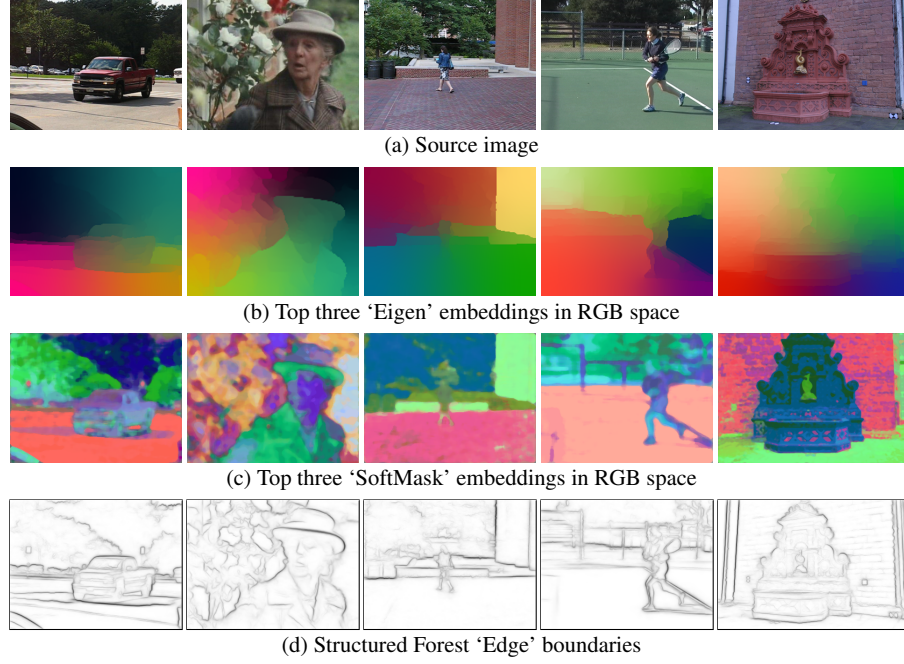 (a) Source image
(b) Top three ‘Eigen’ embeddings in RGB space
(c) Top three ‘SoftMask’ embeddings in RGB space
(d) Structured Forest ‘Edge’ boundaries